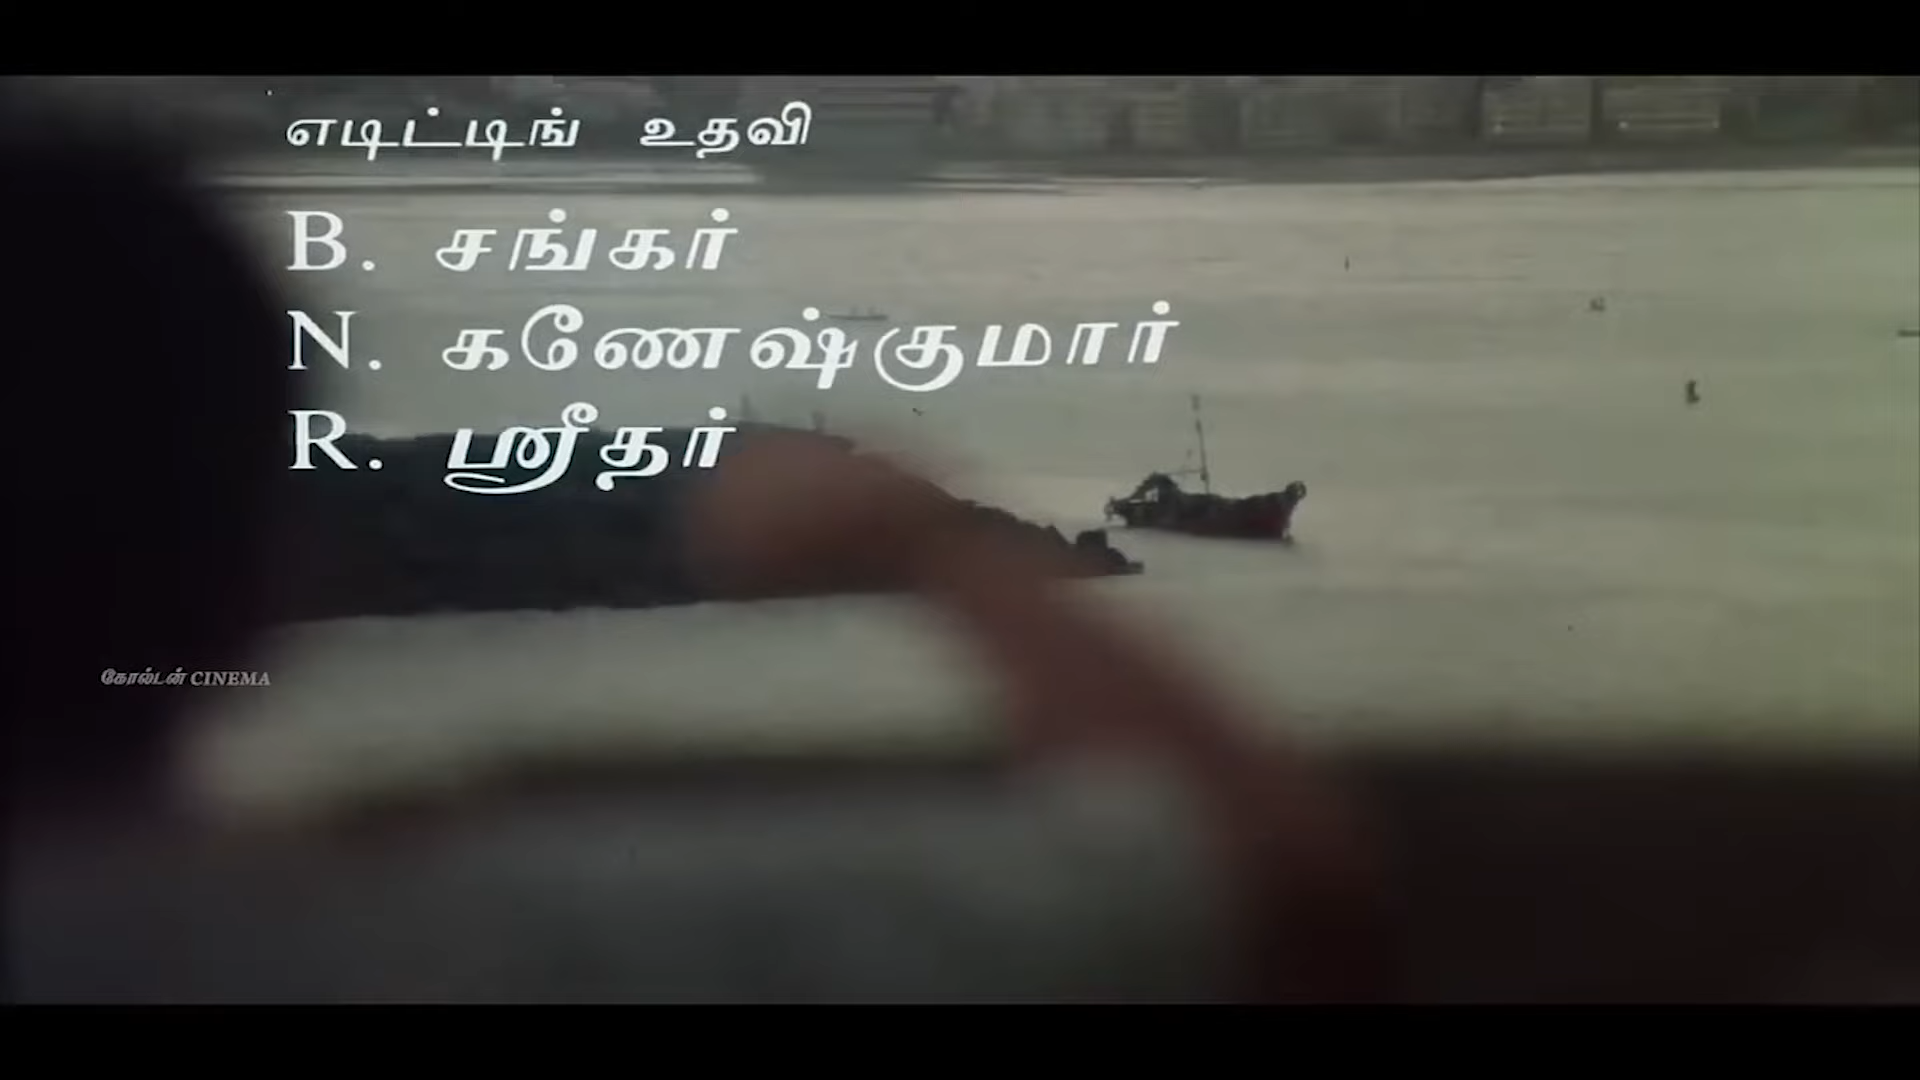 எடிட்டிங் உதவி
B. சங்கர்
N. கணேஷ்குமார்
R. ஸ்ரீதர்
கோல்டன் CINEMA